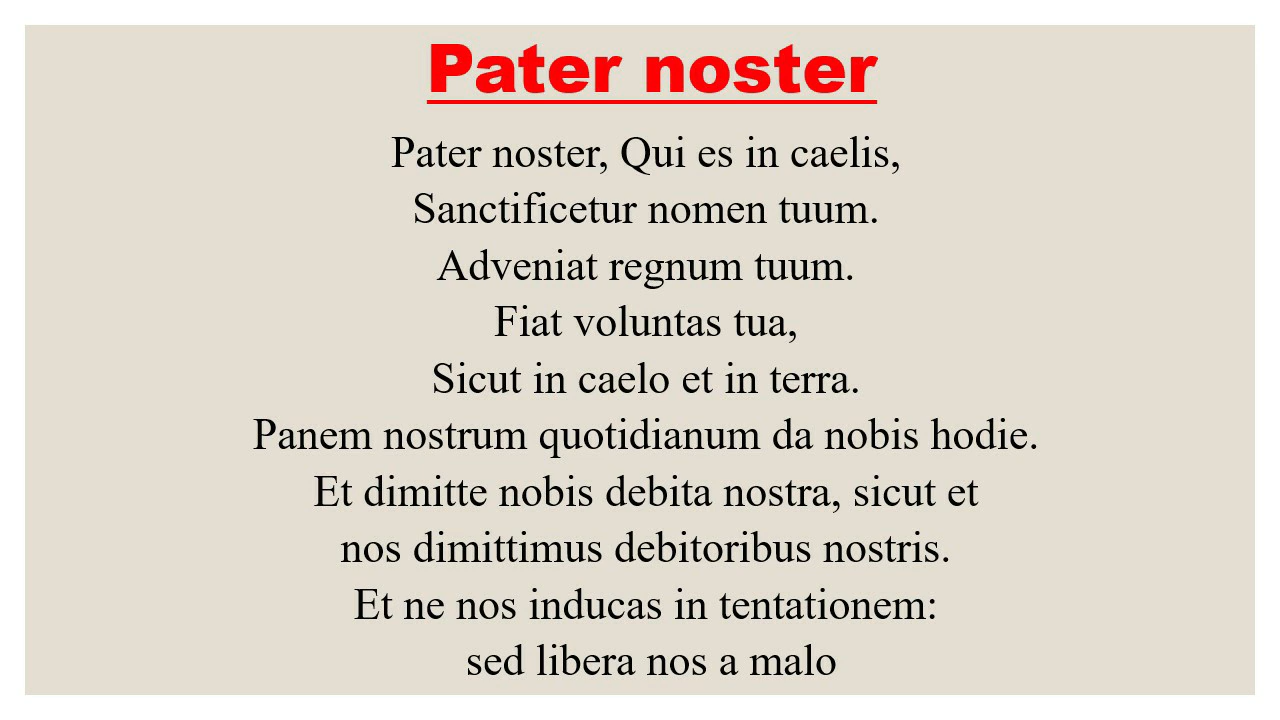 Pater noster
Pater noster, Qui es in caelis,
Sanctificetur nomen tuum.
Adveniat regnum tuum.
Fiat voluntas tua,
Sicut in caelo et in terra.
Panem nostrum quotidianum da nobis hodie.
Et dimitte nobis debita nostra, sicut et
nos dimittimus debitoribus nostris.
Et ne nos inducas in tentationem:
sed libera nos a malo